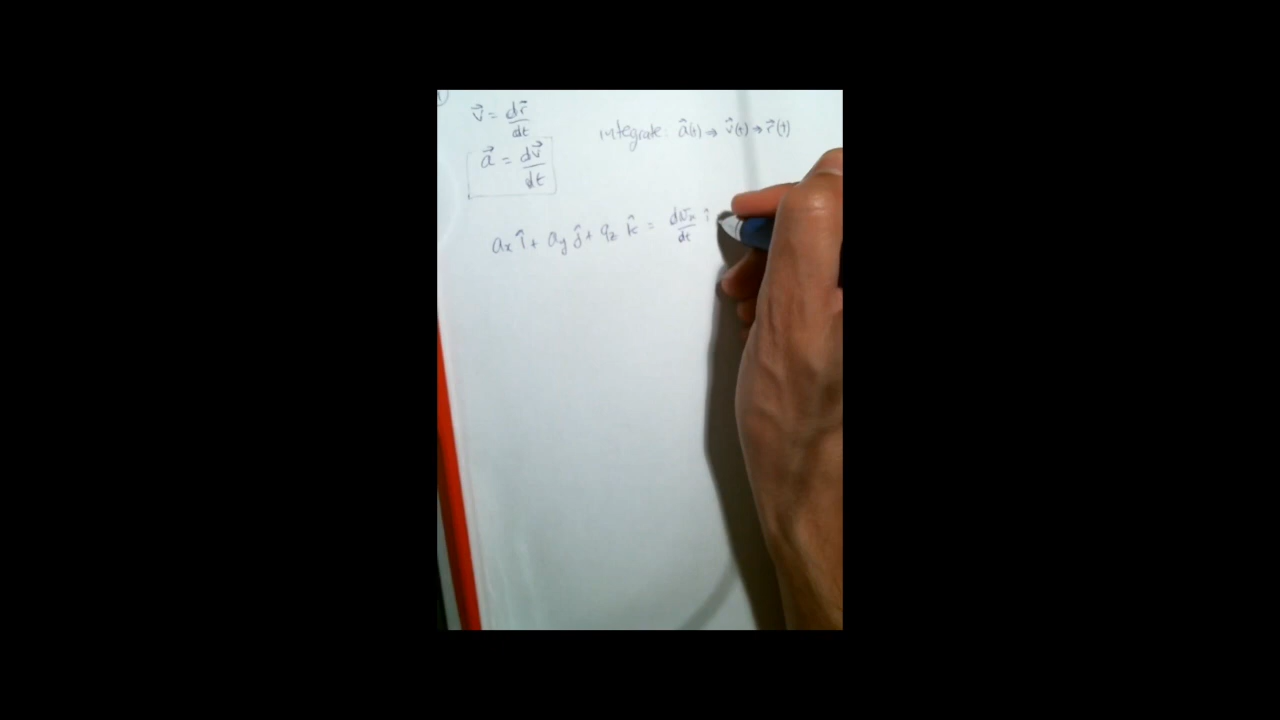 v⃗ = dr⃗/dt
integrate: a⃗(t) → v⃗(t) → r⃗(t)
a⃗ = dv⃗/dt
aₓ î + a_y ĵ + a_z k̂ = dvₓ/dt î